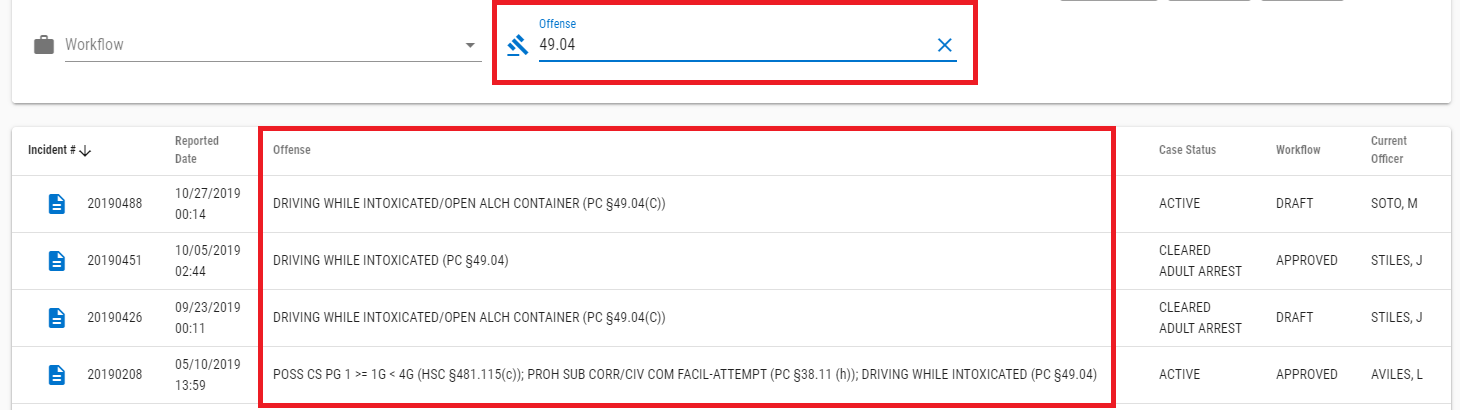 Offense
Workflow
49.04
Incident #
Reported
Date
Offense
Case Status
Workflow
Current
Officer
20190488
10/27/2019
00:14
DRIVING WHILE INTOXICATED/OPEN ALCH CONTAINER (PC §49.04(C))
ACTIVE
DRAFT
SOTO, M
20190451
10/05/2019
02:44
DRIVING WHILE INTOXICATED (PC §49.04)
CLEARED
ADULT ARREST
APPROVED
STILES, J
20190426
09/23/2019
00:11
DRIVING WHILE INTOXICATED/OPEN ALCH CONTAINER (PC §49.04(C))
CLEARED
ADULT ARREST
DRAFT
STILES, J
20190208
05/10/2019
13:59
POSS CS PG 1 >= 1G < 4G (HSC §481.115(c)); PROH SUB CORR/CIV COM FACIL-ATTEMPT (PC §38.11 (h)); DRIVING WHILE INTOXICATED (PC §49.04)
ACTIVE
APPROVED
AVILES, L